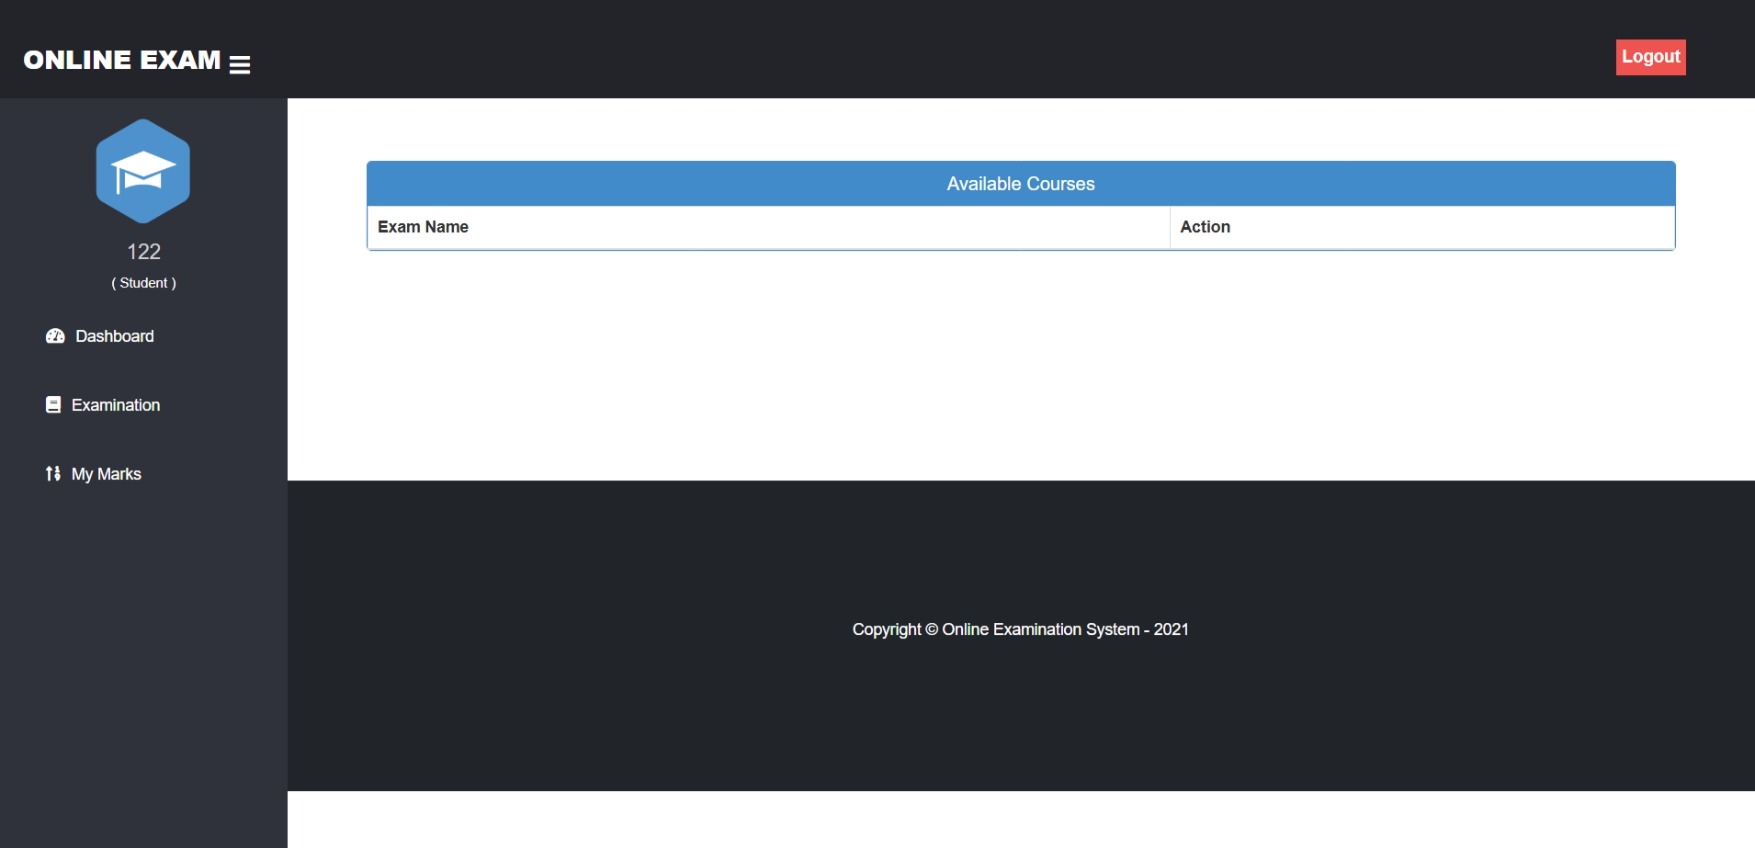 ONLINE EXAM
Logout
122
( Student )
Dashboard
Examination
My Marks
Available Courses
Exam Name
Action
Copyright © Online Examination System - 2021